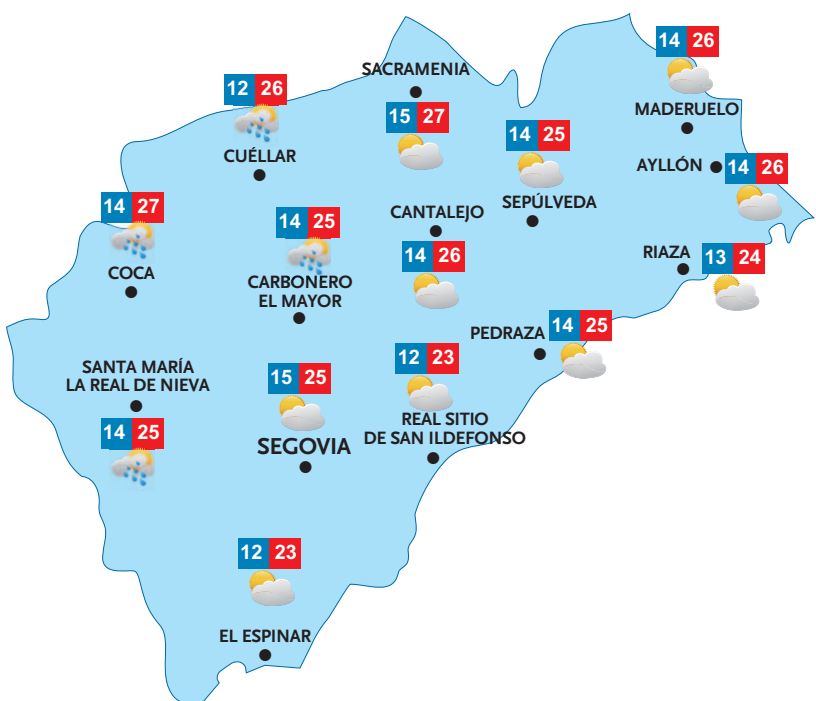 14 26
MADERUELO
SACRAMENIA
15 27
12 26
CUÉLLAR
14 25
SEPÚLVEDA
AYLLÓN
14 26
14 27
COCA
14 25
CARBONERO
EL MAYOR
CANTALEJO
14 26
RIAZA
13 24
PEDRAZA
14 25
SANTA MARÍA
LA REAL DE NIEVA
14 25
15 25
SEGOVIA
12 23
REAL SITIO
DE SAN ILDEFONSO
12 23
EL ESPINAR